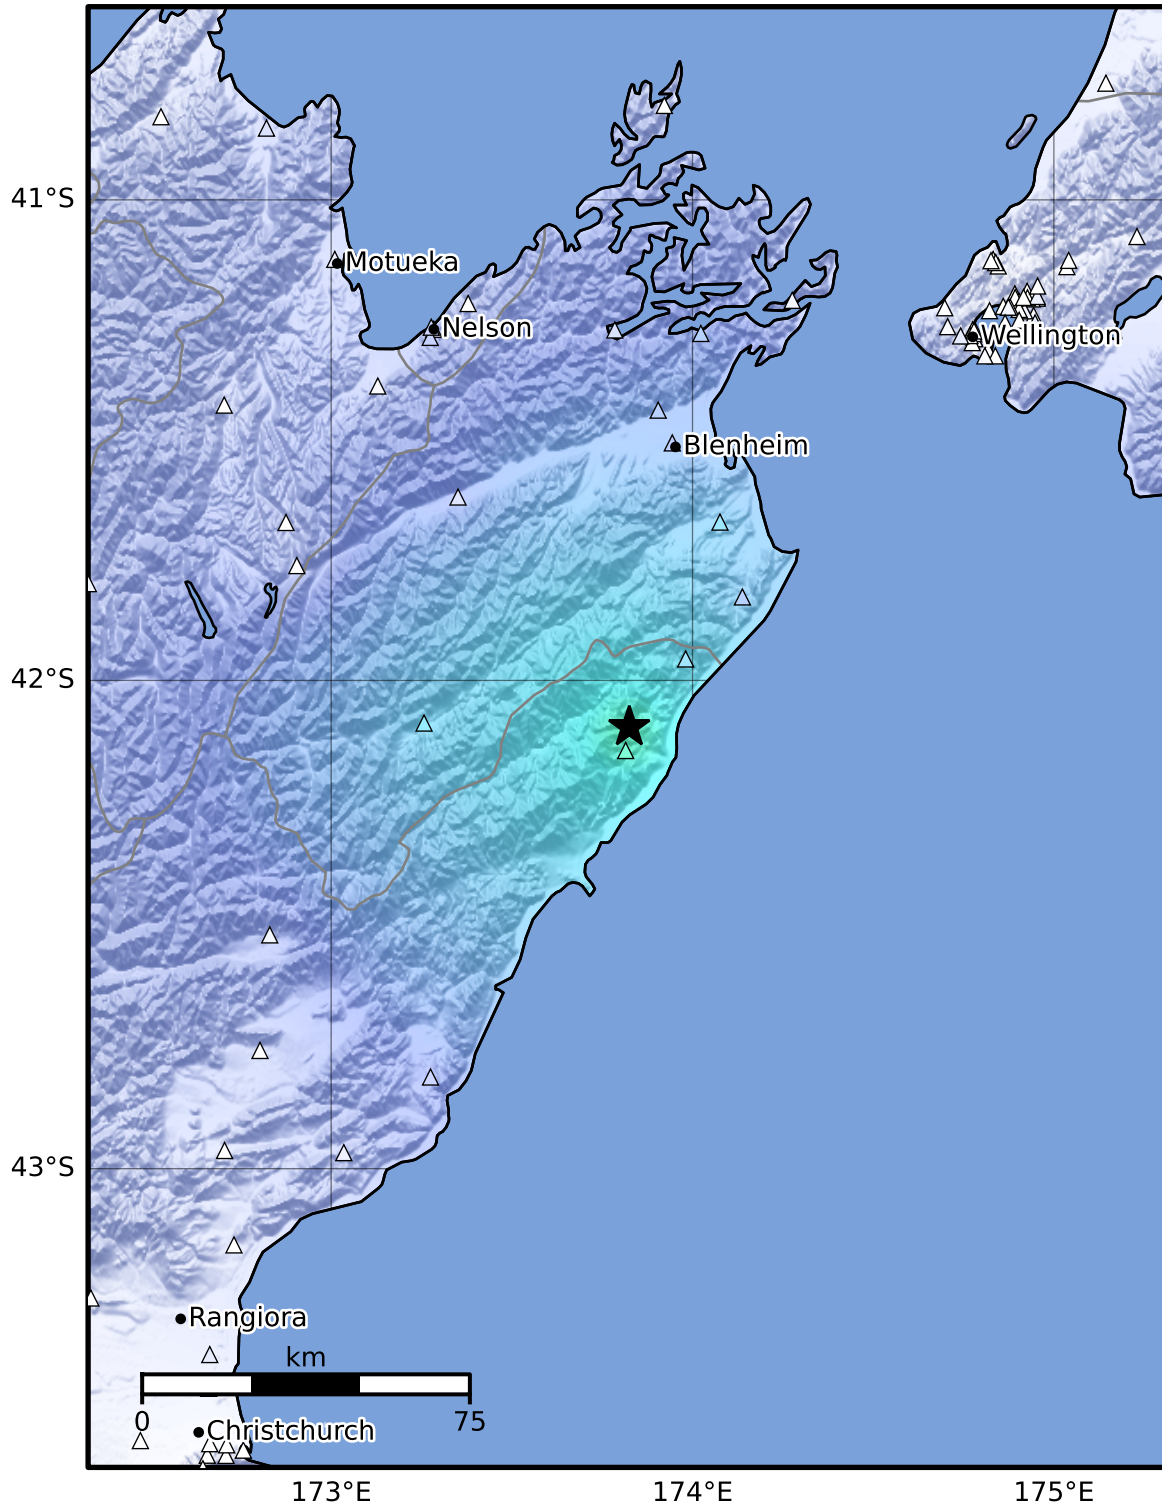 41°S
Motueka
Nelson
Wellington
Blenheim
42°S
43°S
Rangiora
km
0 75
Christchurch
173°E 174°E 175°E